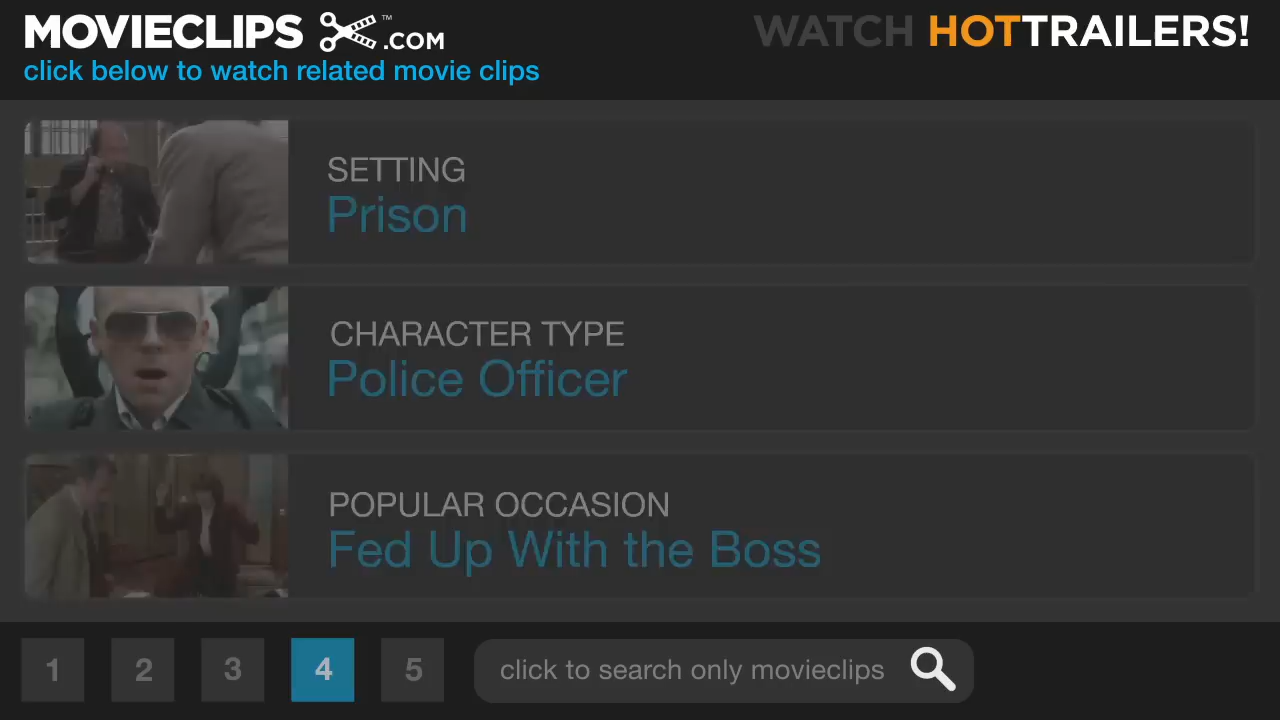 MOVIECLIPS ™.COM
WATCH HOTTRAILERS!
click below to watch related movie clips
SETTING
Prison
CHARACTER TYPE
Police Officer
POPULAR OCCASION
Fed Up With the Boss
1 2 3 4 5 click to search only movieclips